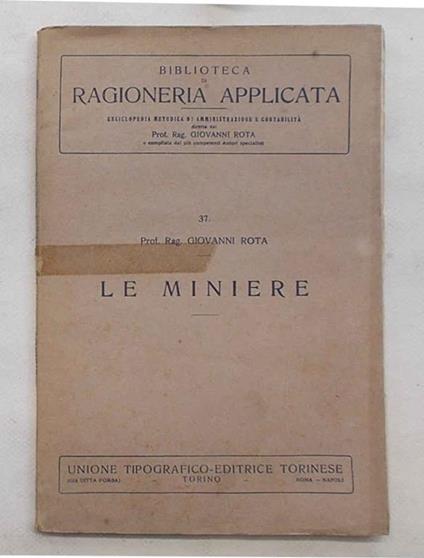 BIBLIOTECA
DI
RAGIONERIA APPLICATA
ENCICLOPEDIA METODICA DI AMMINISTRAZIONE E CONTABILITÀ
diretta dal
Prof. Rag. GIOVANNI ROTA
e compilata dai più competenti Autori specialisti
37.
Prof. Rag. GIOVANNI ROTA
LE MINIERE
UNIONE TIPOGRAFICO-EDITRICE TORINESE
(GIÀ DITTA POMBA) - TORINO - ROMA - NAPOLI